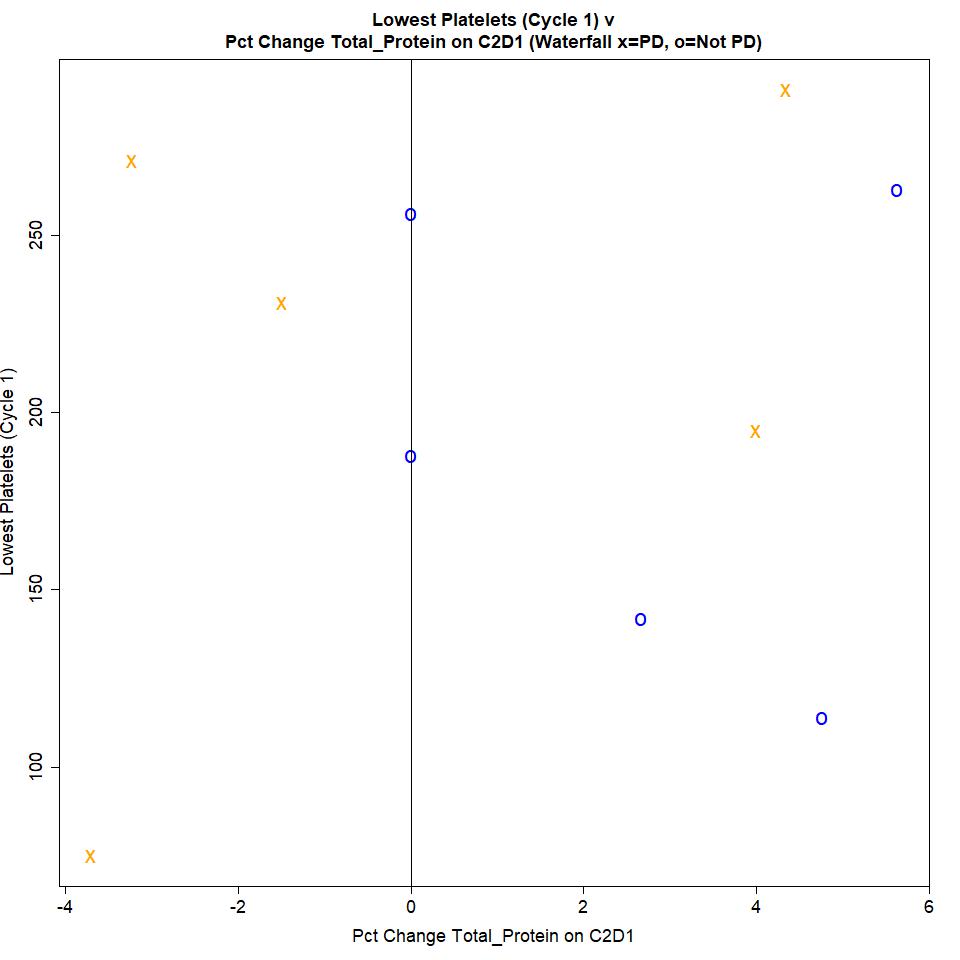 Lowest Platelets (Cycle 1) v
Pct Change Total_Protein on C2D1 (Waterfall x=PD, o=Not PD)
Lowest Platelets (Cycle 1)
250
200
150
100
X
X
O
O
X
X
O
O
O
X
-4
-2
0
2
4
6
Pct Change Total_Protein on C2D1